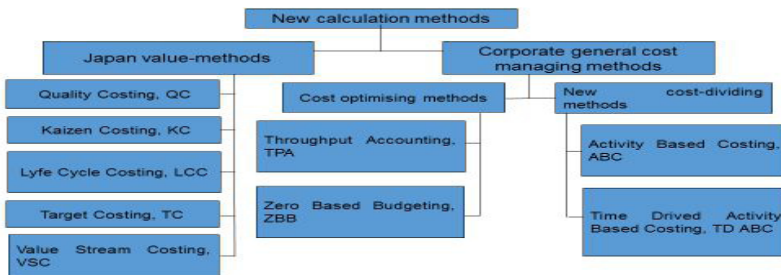 New calculation methods
Japan value-methods
Corporate general cost
managing methods
Quality Costing, QC
Kaizen Costing, KC
Lyfe Cycle Costing, LCC
Target Costing, TC
Value Stream Costing,
VSC
Cost optimising methods
Throughput Accounting,
TPA
Zero Based Budgeting,
ZBB
New cost-dividing
methods
Activity Based Costing,
ABC
Time Drived Activity
Based Costing, TD ABC